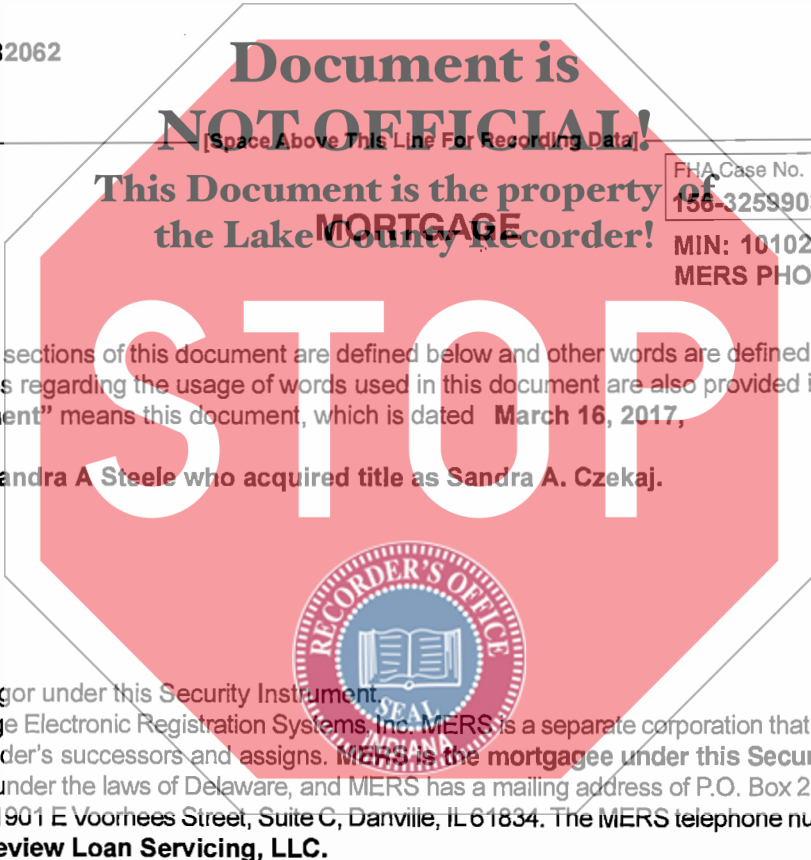 2062
Document is
NOT OFFICIAL!
[Space Above This Line For Recording Data]
This Document is the property of
the Lake County Recorder!
FHA Case No.
156-325990
MORTGAGE
MIN: 10102
MERS PHO
STOP
sections of this document are defined below and other words are defined
s regarding the usage of words used in this document are also provided i
ent” means this document, which is dated March 16, 2017,
andra A Steele who acquired title as Sandra A. Czekaj.
RECORDER'S OFFICE
SEAL
INDIANA
gor under this Security Instrument.
ge Electronic Registration Systems, Inc. MERS is a separate corporation that
der's successors and assigns. MERS is the mortgagee under this Secur
under the laws of Delaware, and MERS has a mailing address of P.O. Box 2
1901 E Voorhees Street, Suite C, Danville, IL 61834. The MERS telephone nu
eview Loan Servicing, LLC.